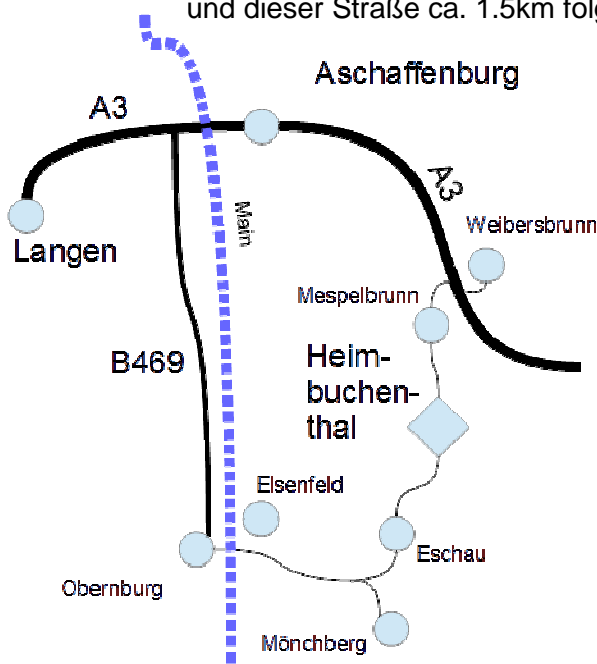 und dieser Straße ca. 1.5km folg
Aschaffenburg
A3
A3
Main
Weibersbrunn
Langen
Mespelbrunn
Heim-
buchen-
thal
B469
Elsenfeld
Eschau
Obernburg
Mönchberg